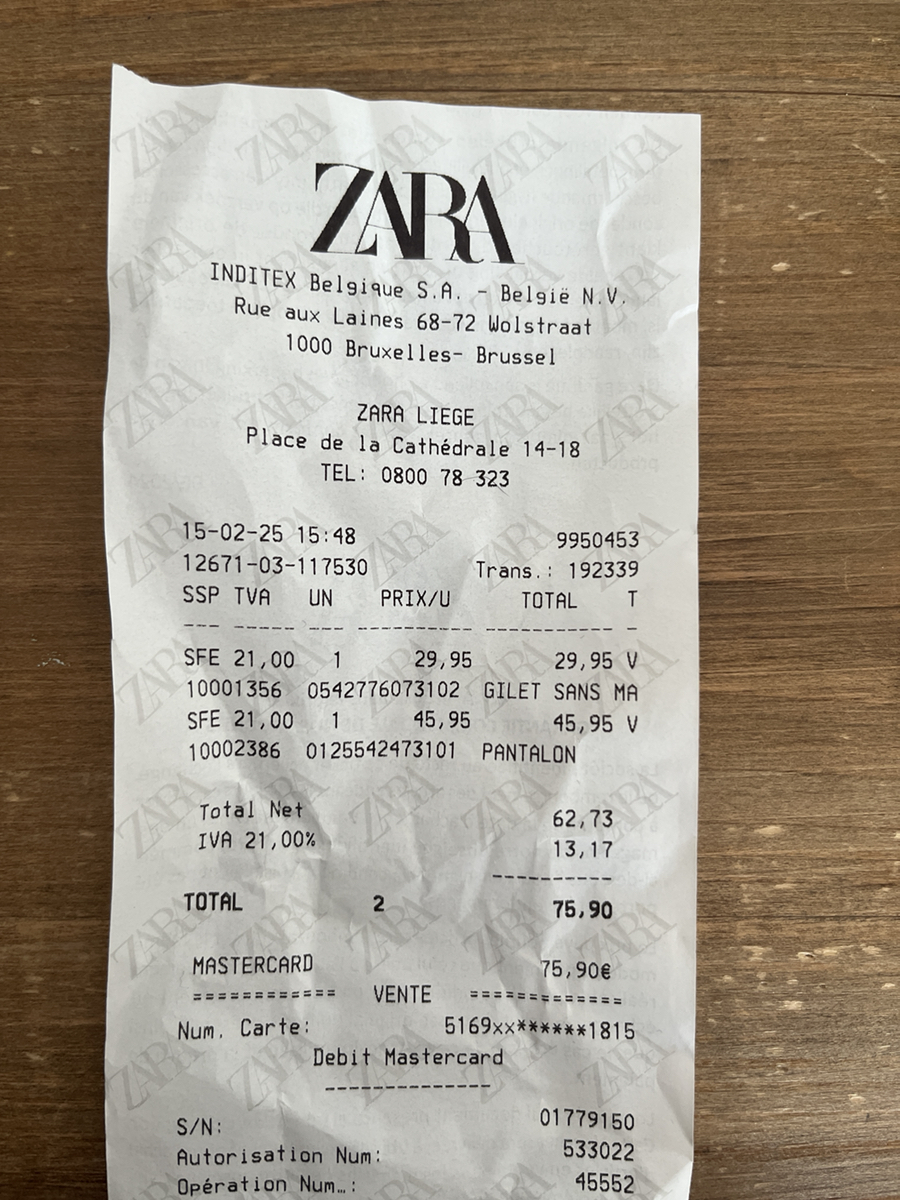 ZARA
INDITEX Belgique S.A. - België N.V.
Rue aux Laines 68-72 Wolstraat
1000 Bruxelles- Brussel
ZARA LIEGE
Place de la Cathédrale 14-18
TEL: 0800 78 323
15-02-25 15:48 9950453
12671-03-117530 Trans.: 192339
SSP TVA UN PRIX/U TOTAL T
--- ----- --- ---------- ----------- -
SFE 21,00 1 29,95 29,95 V
10001356 0542776073102 GILET SANS MA
SFE 21,00 1 45,95 45,95 V
10002386 0125542473101 PANTALON
Total Net 62,73
IVA 21,00% 13,17
----------
TOTAL 2 75,90
MASTERCARD 75,90€
============ VENTE =============
Num. Carte: 5169xx******1815
Debit Mastercard
--------------
S/N: 01779150
Autorisation Num: 533022
Opération Num…: 45552